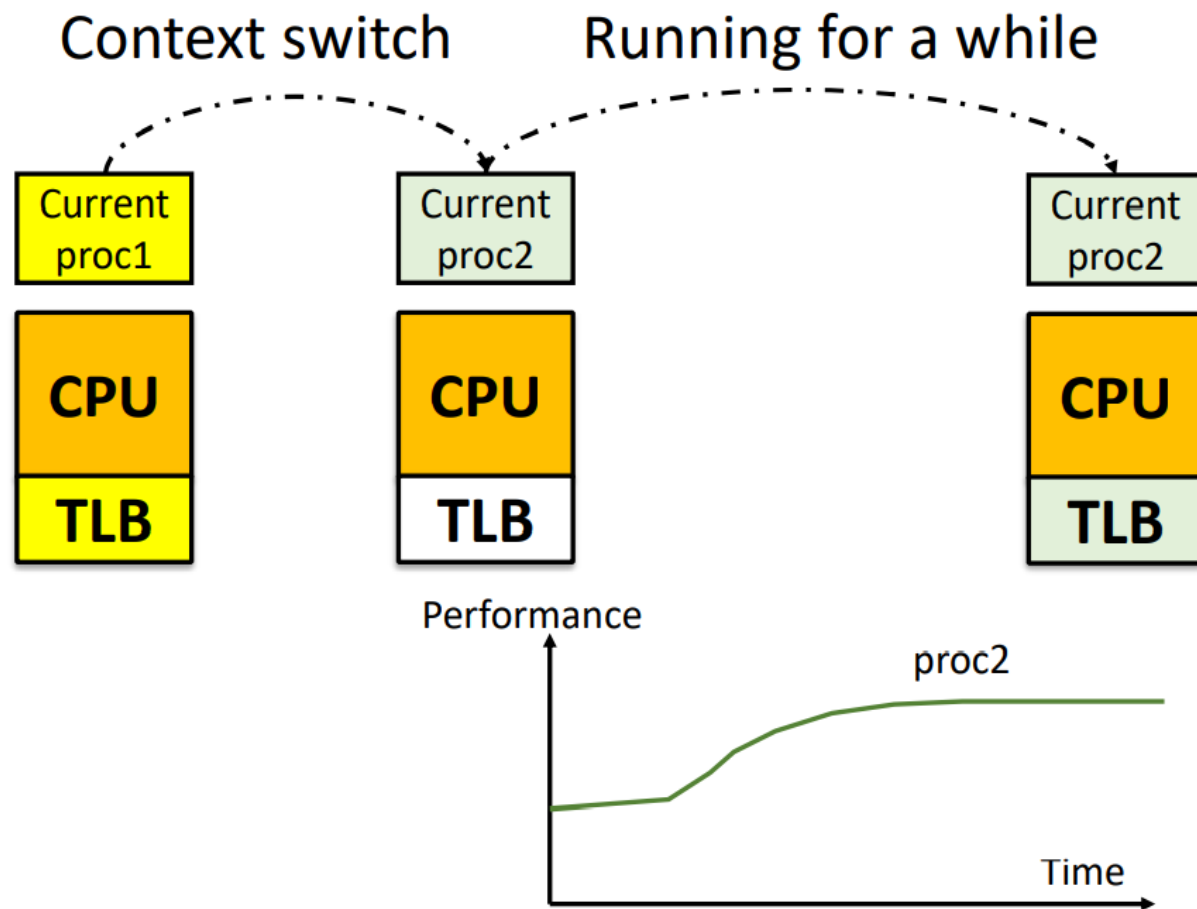 Context switch
Running for a while
Current
proc1
Current
proc2
Current
proc2
CPU
CPU
CPU
TLB
TLB
TLB
Performance
proc2
Time